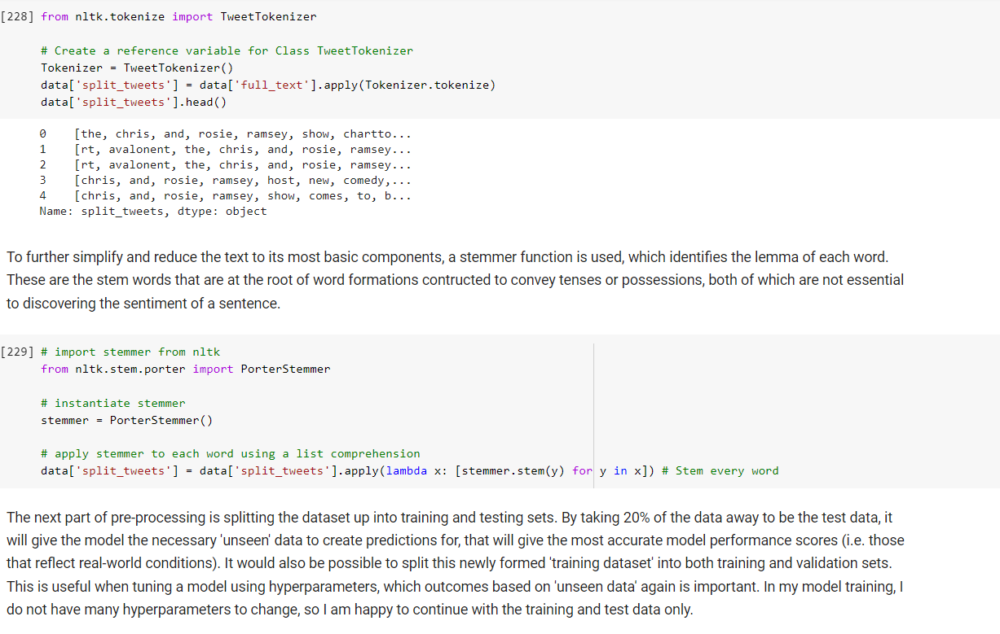 [228] from nltk.tokenize import TweetTokenizer
# Create a reference variable for Class TweetTokenizer
Tokenizer = TweetTokenizer()
data['split_tweets'] = data['full_text'].apply(Tokenizer.tokenize)
data['split_tweets'].head()
0 [the, chris, and, rosie, ramsey, show, chartto...
1 [rt, avalonent, the, chris, and, rosie, ramsey...
2 [rt, avalonent, the, chris, and, rosie, ramsey...
3 [chris, and, rosie, ramsey, host, new, comedy,...
4 [chris, and, rosie, ramsey, show, comes, to, b...
Name: split_tweets, dtype: object
To further simplify and reduce the text to its most basic components, a stemmer function is used, which identifies the lemma of each word.
These are the stem words that are at the root of word formations contructed to convey tenses or possessions, both of which are not essential
to discovering the sentiment of a sentence.
[229] # import stemmer from nltk
from nltk.stem.porter import PorterStemmer
# instantiate stemmer
stemmer = PorterStemmer()
# apply stemmer to each word using a list comprehension
data['split_tweets'] = data['split_tweets'].apply(lambda x: [stemmer.stem(y) for y in x]) # Stem every word
The next part of pre-processing is splitting the dataset up into training and testing sets. By taking 20% of the data away to be the test data, it
will give the model the necessary 'unseen' data to create predictions for, that will give the most accurate model performance scores (i.e. those
that reflect real-world conditions). It would also be possible to split this newly formed 'training dataset' into both training and validation sets.
This is useful when tuning a model using hyperparameters, which outcomes based on 'unseen data' again is important. In my model training, I
do not have many hyperparameters to change, so I am happy to continue with the training and test data only.